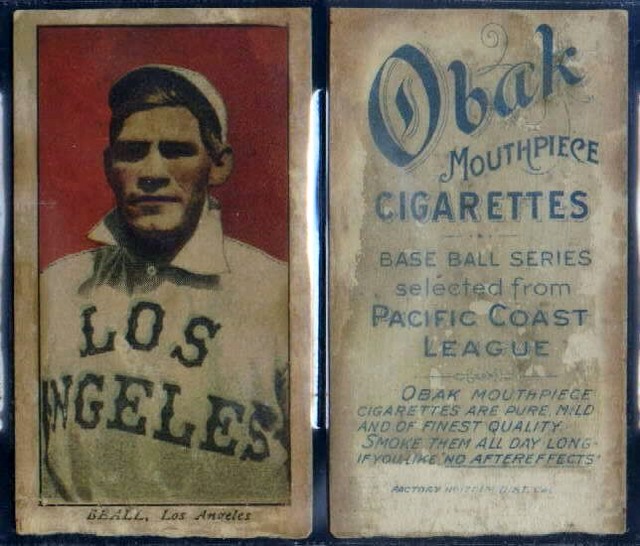 LOS
ANGELES
BEALL, Los Angeles
Obak
MOUTHPIECE
CIGARETTES
BASE BALL SERIES
selected from
PACIFIC COAST
LEAGUE
OBAK MOUTHPIECE
CIGARETTES ARE PURE, MILD
AND OF FINEST QUALITY.
SMOKE THEM ALL DAY LONG-
IF YOU LIKE 'NO AFTEREFFECTS'
FACTORY